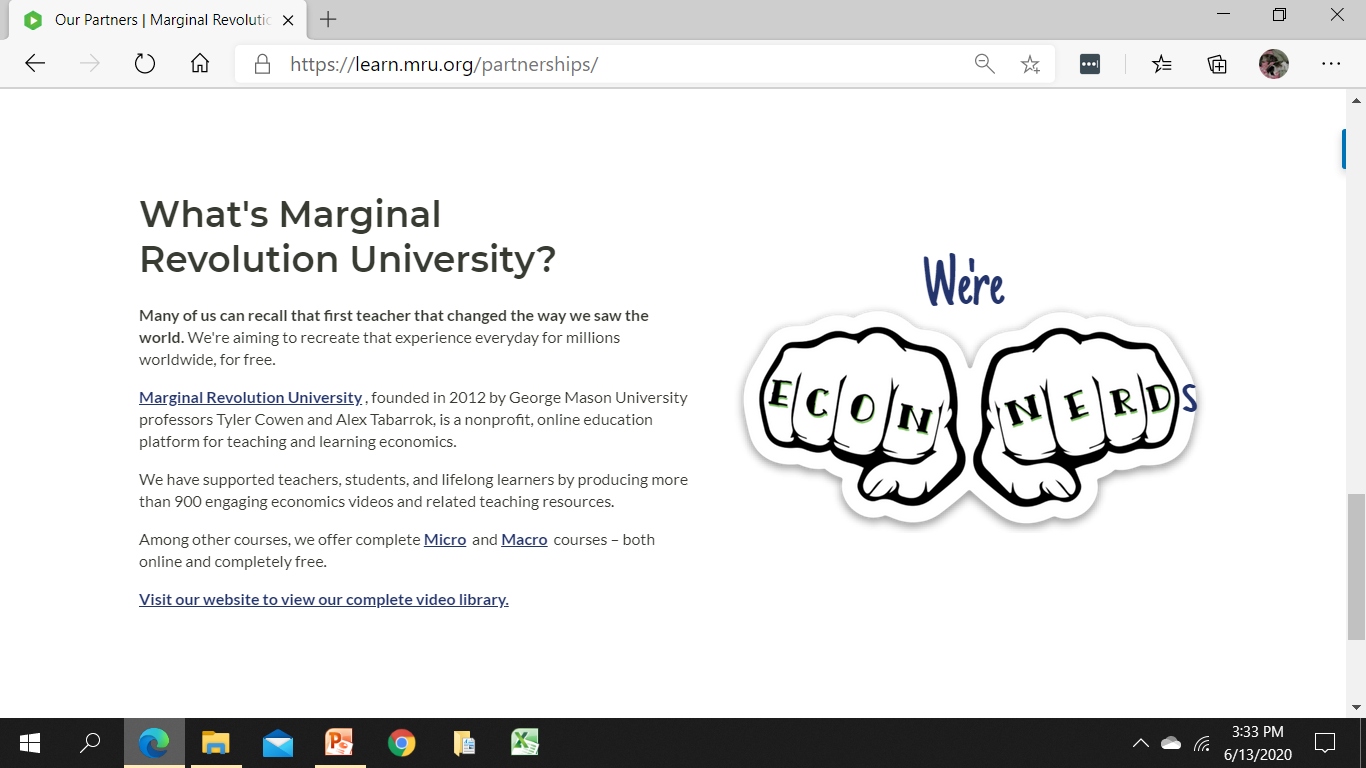 Our Partners | Marginal Revolutic
https://learn.mru.org/partnerships/
What's Marginal
Revolution University?
Many of us can recall that first teacher that changed the way we saw the
world. We're aiming to recreate that experience everyday for millions
worldwide, for free.
Marginal Revolution University , founded in 2012 by George Mason University
professors Tyler Cowen and Alex Tabarrok, is a nonprofit, online education
platform for teaching and learning economics.
We have supported teachers, students, and lifelong learners by producing more
than 900 engaging economics videos and related teaching resources.
Among other courses, we offer complete Micro and Macro courses – both
online and completely free.
Visit our website to view our complete video library.
We're
ECON NERDS
3:33 PM
6/13/2020